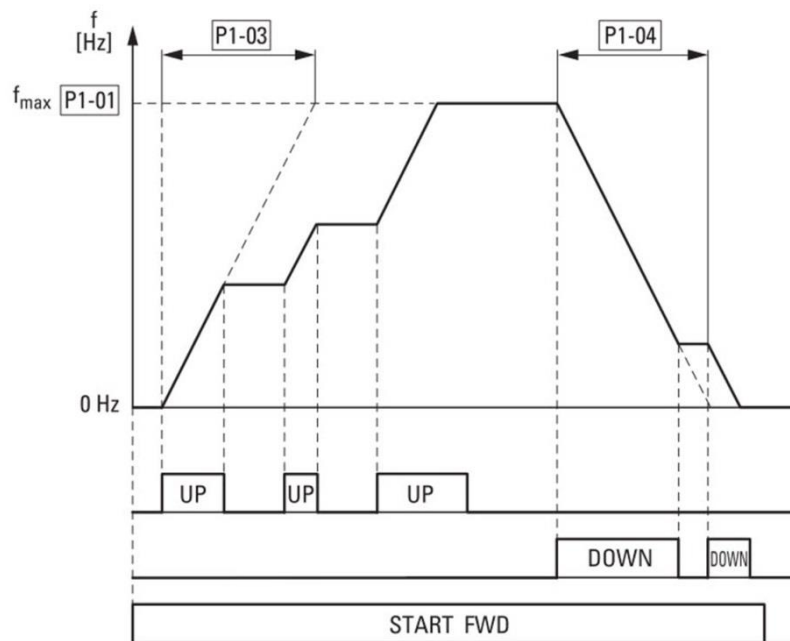 f
[Hz]
P1-03
P1-04
fmax P1-01
0 Hz
UP
UP
UP
DOWN
DOWN
START FWD